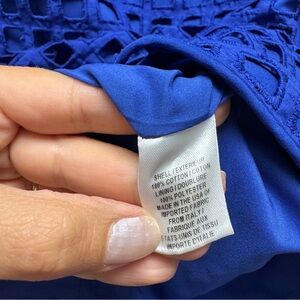 SHELL / EXTERIEUR
100% COTTON / COTON
LINING / DOUBLURE
100% POLYESTER
MADE IN THE USA OF
IMPORTED FABRIC
FROM ITALY /
FABRIQUE AUX
ETATS-UNIS DE TISSU
IMPORTE D'ITALIE